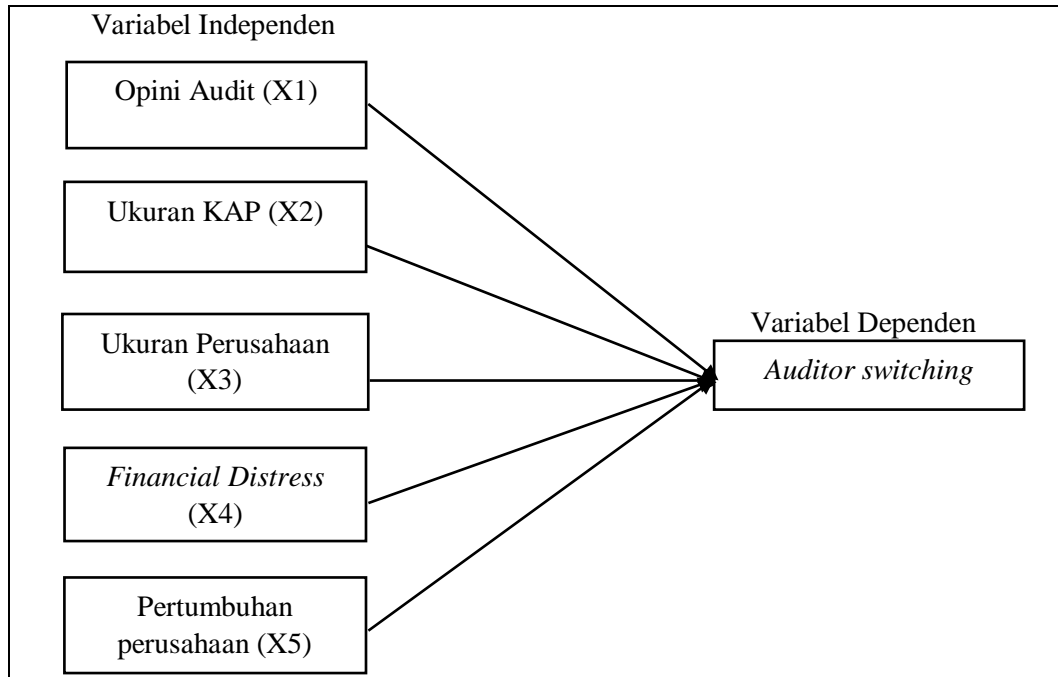 Variabel Independen
Opini Audit (X1)
Ukuran KAP (X2)
Ukuran Perusahaan
(X3)
Financial Distress
(X4)
Pertumbuhan
perusahaan (X5)
Variabel Dependen
Auditor switching